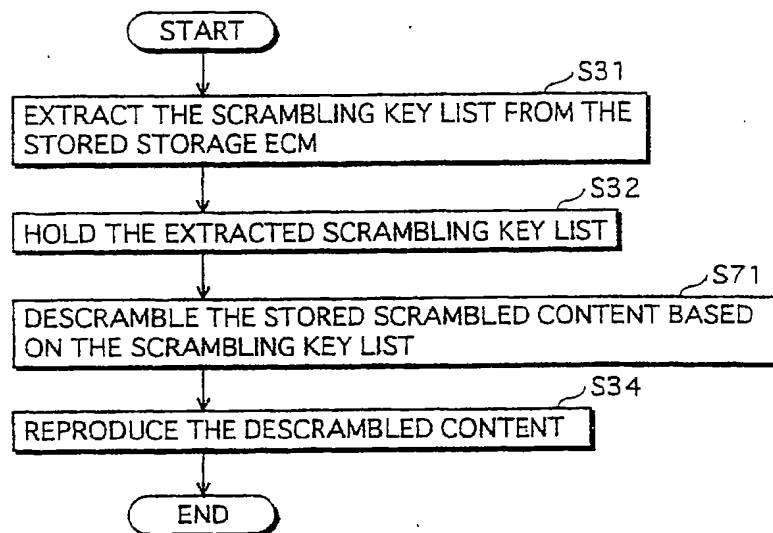 START
S31
EXTRACT THE SCRAMBLING KEY LIST FROM THE
STORED STORAGE ECM
S32
HOLD THE EXTRACTED SCRAMBLING KEY LIST
S71
DESCRAMBLE THE STORED SCRAMBLED CONTENT BASED
ON THE SCRAMBLING KEY LIST
S34
REPRODUCE THE DESCRAMBLED CONTENT
END